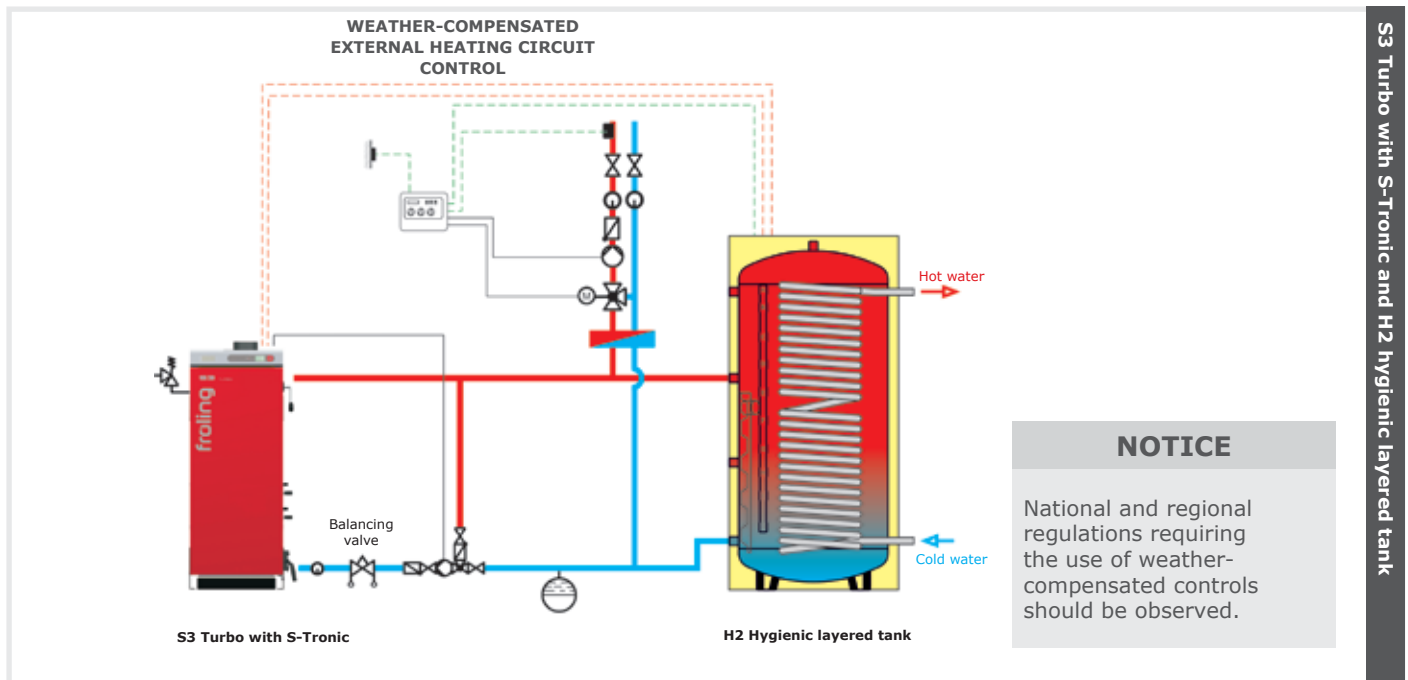 WEATHER-COMPENSATED
EXTERNAL HEATING CIRCUIT
CONTROL
M
Hot water
froling
Balancing
valve
Cold water
S3 Turbo with S-Tronic
H2 Hygienic layered tank
NOTICE
National and regional
regulations requiring
the use of weather-
compensated controls
should be observed.
S3 Turbo with S-Tronic and H2 hygienic layered tank